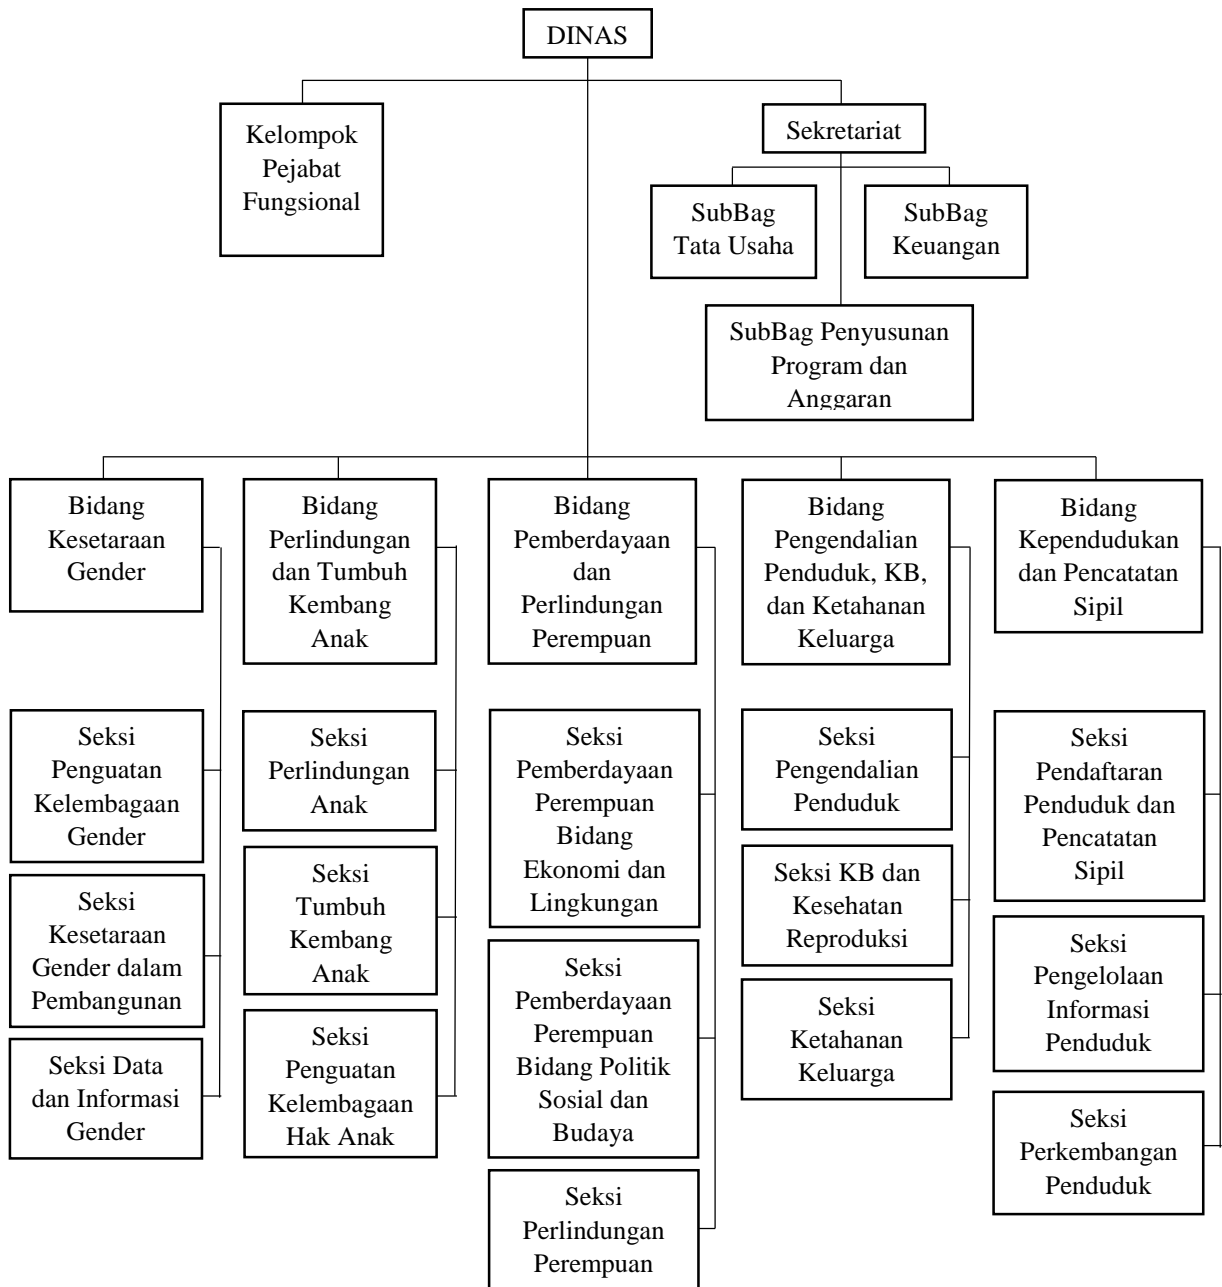 DINAS
Kelompok
Pejabat
Fungsional
Sekretariat
SubBag
Tata Usaha
SubBag
Keuangan
SubBag Penyusunan
Program dan
Anggaran
Bidang
Kesetaraan
Gender
Bidang
Perlindungan
dan Tumbuh
Kembang
Anak
Bidang
Pemberdayaan
dan
Perlindungan
Perempuan
Bidang
Pengendalian
Penduduk, KB,
dan Ketahanan
Keluarga
Bidang
Kependudukan
dan Pencatatan
Sipil
Seksi
Penguatan
Kelembagaan
Gender
Seksi
Kesetaraan
Gender dalam
Pembangunan
Seksi Data
dan Informasi
Gender
Seksi
Perlindungan
Anak
Seksi
Tumbuh
Kembang
Anak
Seksi
Penguatan
Kelembagaan
Hak Anak
Seksi
Pemberdayaan
Perempuan
Bidang
Ekonomi dan
Lingkungan
Seksi
Pemberdayaan
Perempuan
Bidang Politik
Sosial dan
Budaya
Seksi
Perlindungan
Perempuan
Seksi
Pengendalian
Penduduk
Seksi KB dan
Kesehatan
Reproduksi
Seksi
Ketahanan
Keluarga
Seksi
Pendaftaran
Penduduk dan
Pencatatan
Sipil
Seksi
Pengelolaan
Informasi
Penduduk
Seksi
Perkembangan
Penduduk